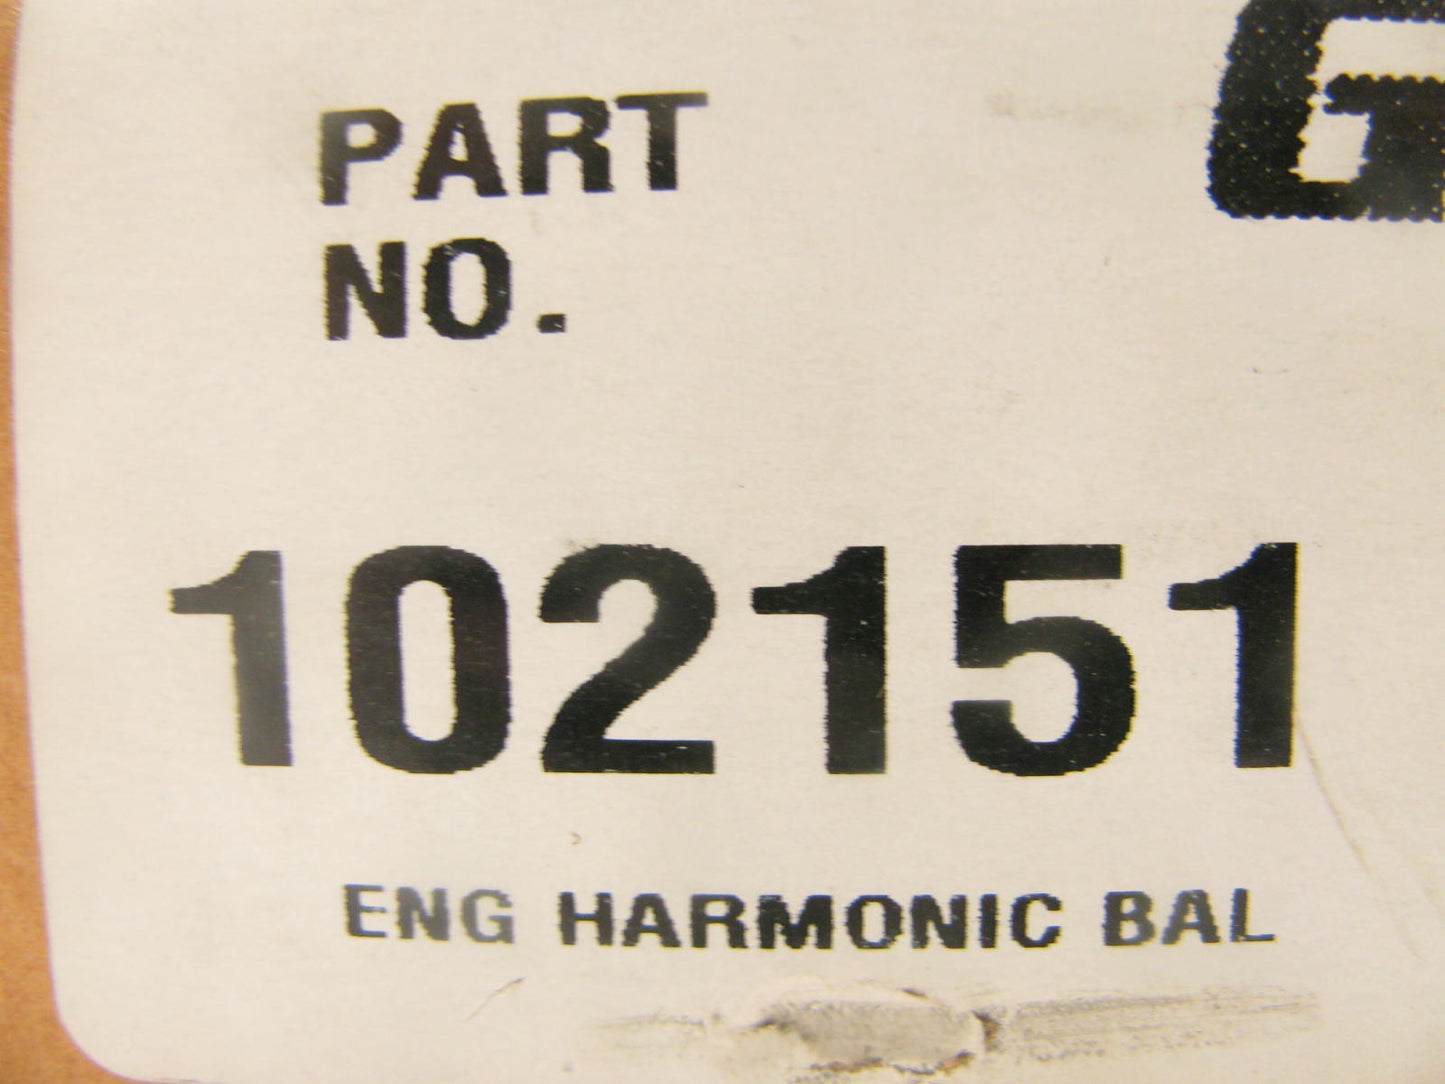 PART
NO.
G
102151
ENG HARMONIC BAL